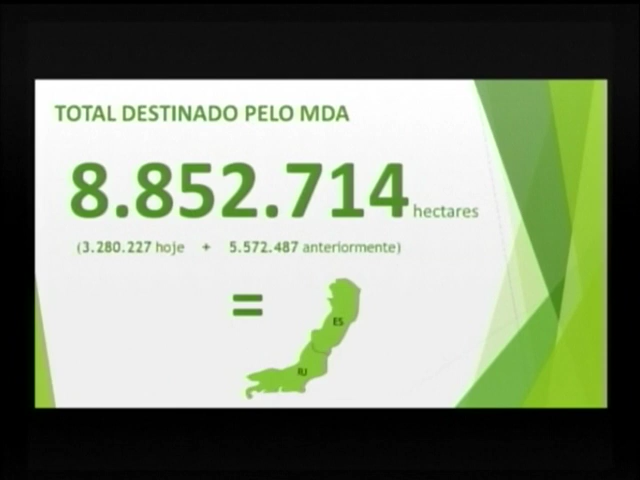 TOTAL DESTINADO PELO MDA
8.852.714 hectares
(3.280.227 hoje + 5.572.487 anteriormente)
=
ES
RJ